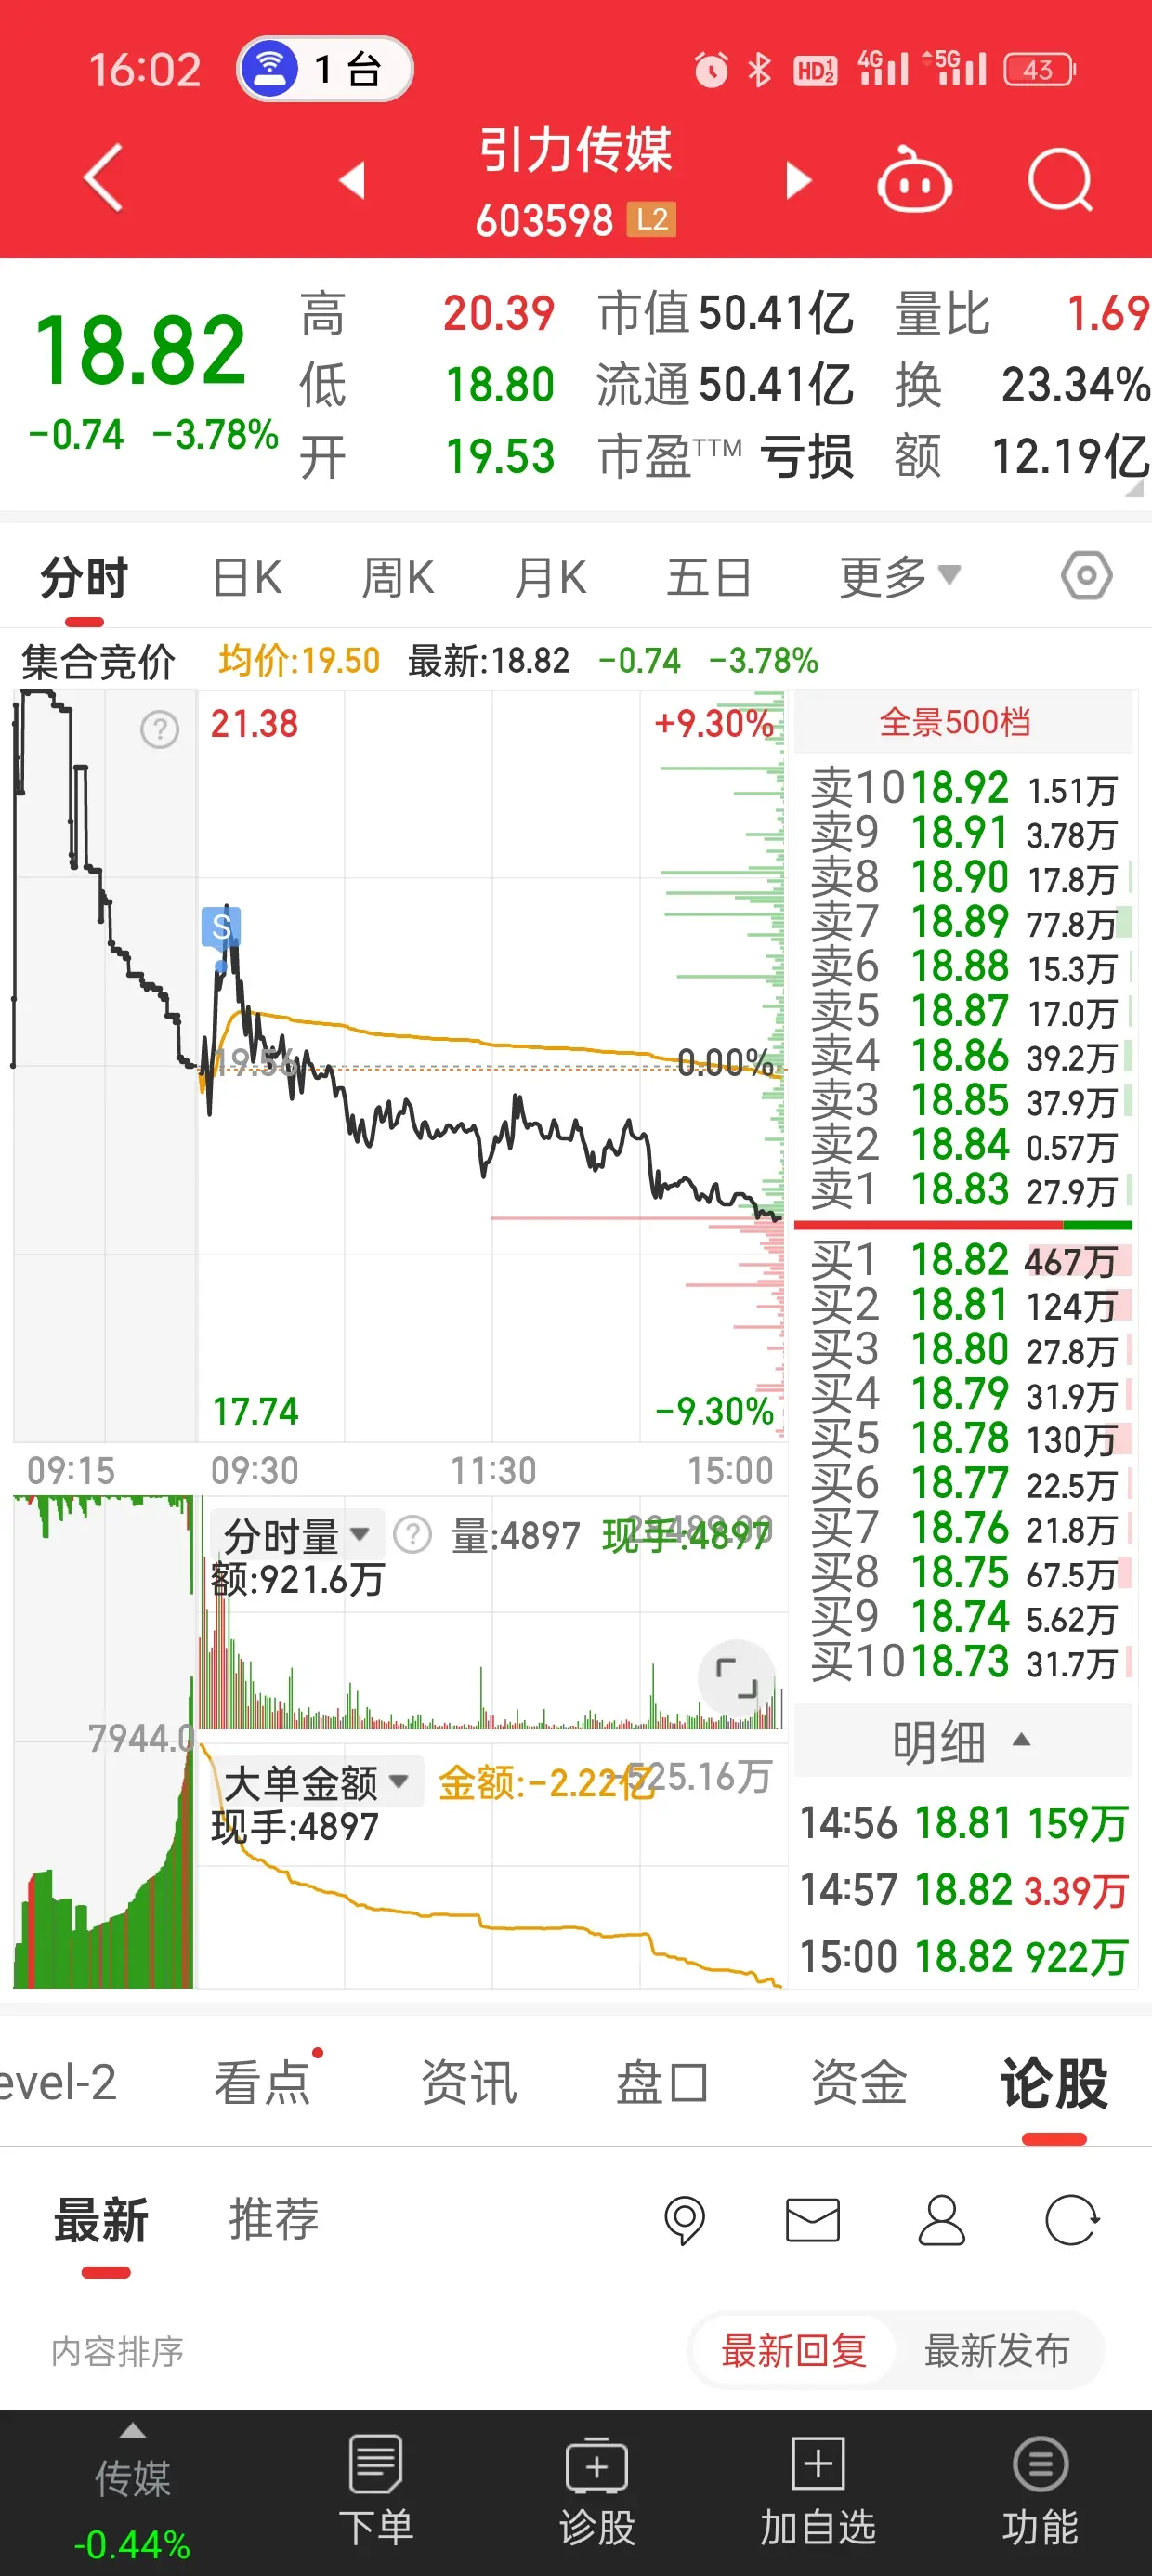 16:02 1 台 HD 1 2 4G 5G 43
引力传媒
603598 L2
18.82
-0.74 -3.78%
高 20.39 市值 50.41亿 量比 1.69
低 18.80 流通 50.41亿 换 23.34%
开 19.53 市盈TTM 亏损 额 12.19亿
分时 日K 周K 月K 五日 更多
集合竞价 均价:19.50 最新:18.82 -0.74 -3.78%
? 21.38 +9.30%
S
19.56 0.00%
17.74 -9.30%
09:15 09:30 11:30 15:00
全景500档
卖10 18.92 1.51万
卖9 18.91 3.78万
卖8 18.90 17.8万
卖7 18.89 77.8万
卖6 18.88 15.3万
卖5 18.87 17.0万
卖4 18.86 39.2万
卖3 18.85 37.9万
卖2 18.84 0.57万
卖1 18.83 27.9万
买1 18.82 467万
买2 18.81 124万
买3 18.80 27.8万
买4 18.79 31.9万
买5 18.78 130万
买6 18.77 22.5万
买7 18.76 21.8万
买8 18.75 67.5万
买9 18.74 5.62万
买10 18.73 31.7万
分时量 ? 量:4897 现手:4897
额:921.6万
7944.0
大单金额 金额:-2.22亿
现手:4897
明细
14:56 18.81 159万
14:57 18.82 3.39万
15:00 18.82 922万
evel-2 看点 资讯 盘口 资金 论股
最新 推荐
内容排序 最新回复 最新发布
传媒
-0.44%
下单 诊股 加自选 功能